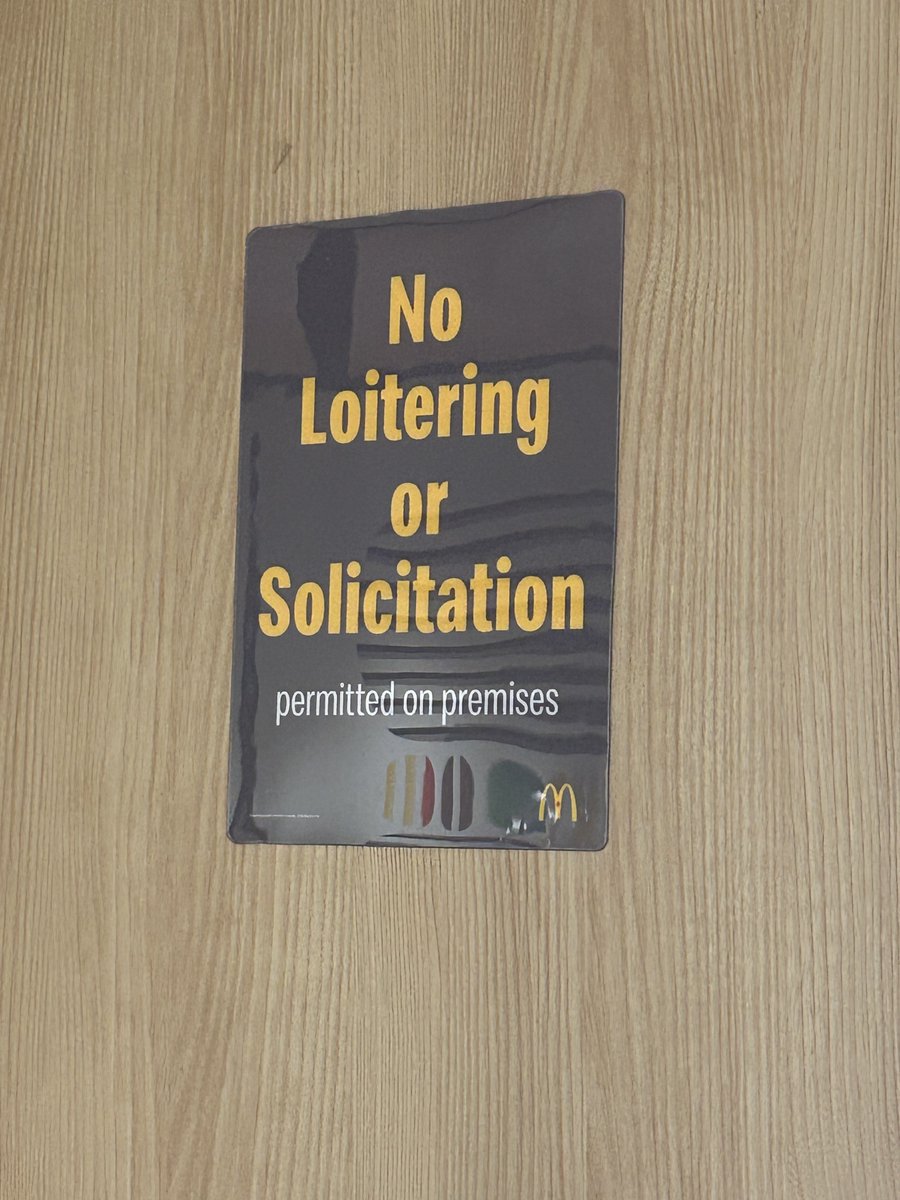 No
Loitering
or
Solicitation
permitted on premises